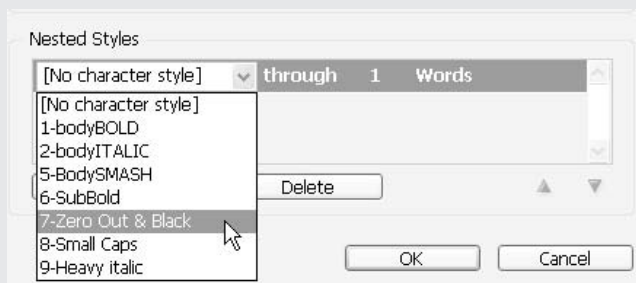 Nested Styles
[No character style] through 1 Words
[No character style]
1-bodyBOLD
2-bodyITALIC
5-BodySMASH
Delete
6-SubBold
7-Zero Out & Black
8-Small Caps
9-Heavy italic
OK Cancel